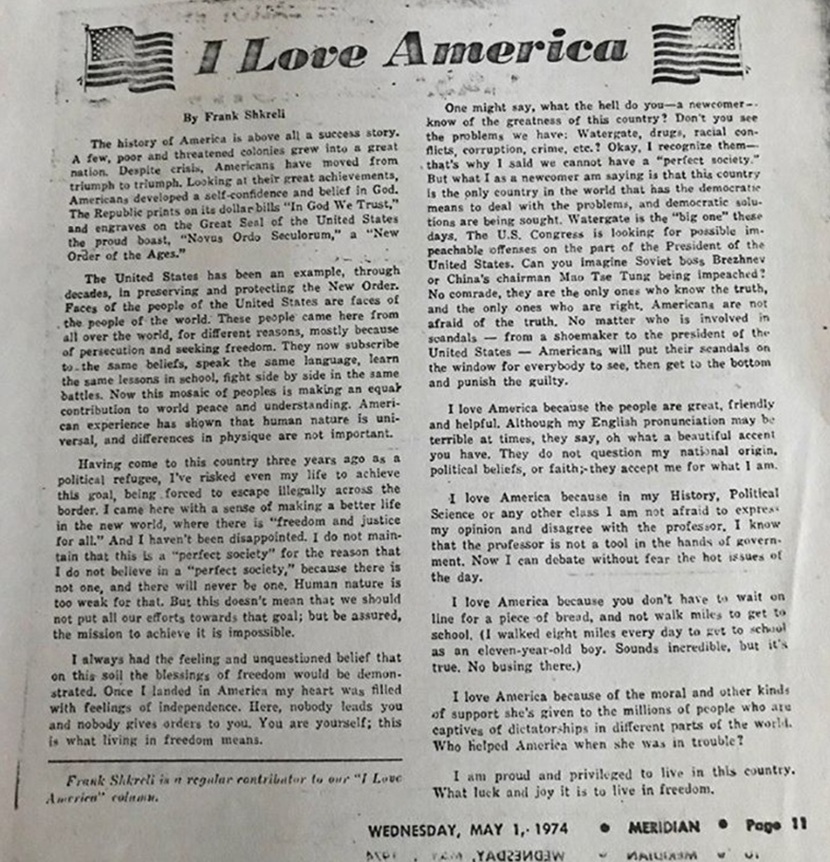 I Love America
By Frank Shkreli
The history of America is above all a success story.
A few, poor and threatened colonies grew into a great
nation. Despite crisis, Americans have moved from
triumph to triumph. Looking at their great achievements,
Americans developed a self-confidence and belief in God.
The Republic prints on its dollar bills "In God We Trust,"
and engraves on the Great Seal of the United States
the proud boast, "Novus Ordo Seculorum," a "New
Order of the Ages."
The United States has been an example, through
decades, in preserving and protecting the New Order.
Faces of the people of the United States are faces of
the people of the world. These people came here from
all over the world, for different reasons, mostly because
of persecution and seeking freedom. They now subscribe
to the same beliefs, speak the same language, learn
the same lessons in school, fight side by side in the same
battles. Now this mosaic of peoples is making an equal
contribution to world peace and understanding. Ameri-
can experience has shown that human nature is uni-
versal, and differences in physique are not important.
Having come to this country three years ago as a
political refugee, I've risked even my life to achieve
this goal, being forced to escape illegally across the
border. I came here with a sense of making a better life
in the new world, where there is "freedom and justice
for all." And I haven't been disappointed. I do not main-
tain that this is a "perfect society" for the reason that
I do not believe in a "perfect society," because there is
not one, and there will never be one. Human nature is
too weak for that. But this doesn't mean that we should
not put all our efforts towards that goal; but be assured,
the mission to achieve it is impossible.
I always had the feeling and unquestioned belief that
on this soil the blessings of freedom would be demon-
strated. Once I landed in America my heart was filled
with feelings of independence. Here, nobody leads you
and nobody gives orders to you. You are yourself; this
is what living in freedom means.
Frank Shkreli is a regular contributor to our "I Love
America" column.
One might say, what the hell do you—a newcomer—
know of the greatness of this country? Don't you see
the problems we have: Watergate, drugs, racial con-
flicts, corruption, crime, etc.? Okay, I recognize them—
that's why I said we cannot have a "perfect society."
But what I as a newcomer am saying is that this country
is the only country in the world that has the democratic
means to deal with the problems, and democratic solu-
tions are being sought. Watergate is the "big one" these
days. The U.S. Congress is looking for possible im-
peachable offenses on the part of the President of the
United States. Can you imagine Soviet boss Brezhnev
or China's chairman Mao Tse Tung being impeached?
No comrade, they are the only ones who know the truth,
and the only ones who are right. Americans are not
afraid of the truth. No matter who is involved in
scandals — from a shoemaker to the president of the
United States — Americans will put their scandals on
the window for everybody to see, then get to the bottom
and punish the guilty.
I love America because the people are great, friendly
and helpful. Although my English pronunciation may be
terrible at times, they say, oh what a beautiful accent
you have. They do not question my national origin,
political beliefs, or faith;-they accept me for what I am.
I love America because in my History, Political
Science or any other class I am not afraid to express
my opinion and disagree with the professor. I know
that the professor is not a tool in the hands of govern-
ment. Now I can debate without fear the hot issues of
the day.
I love America because you don't have to wait on
line for a piece of bread, and not walk miles to get to
school. (I walked eight miles every day to get to school
as an eleven-year-old boy. Sounds incredible, but it's
true. No busing there.)
I love America because of the moral and other kinds
of support she's given to the millions of people who are
captives of dictatorships in different parts of the world.
Who helped America when she was in trouble?
I am proud and privileged to live in this country.
What luck and joy it is to live in freedom.
WEDNESDAY, MAY 1, 1974 • MERIDIAN • Page 11